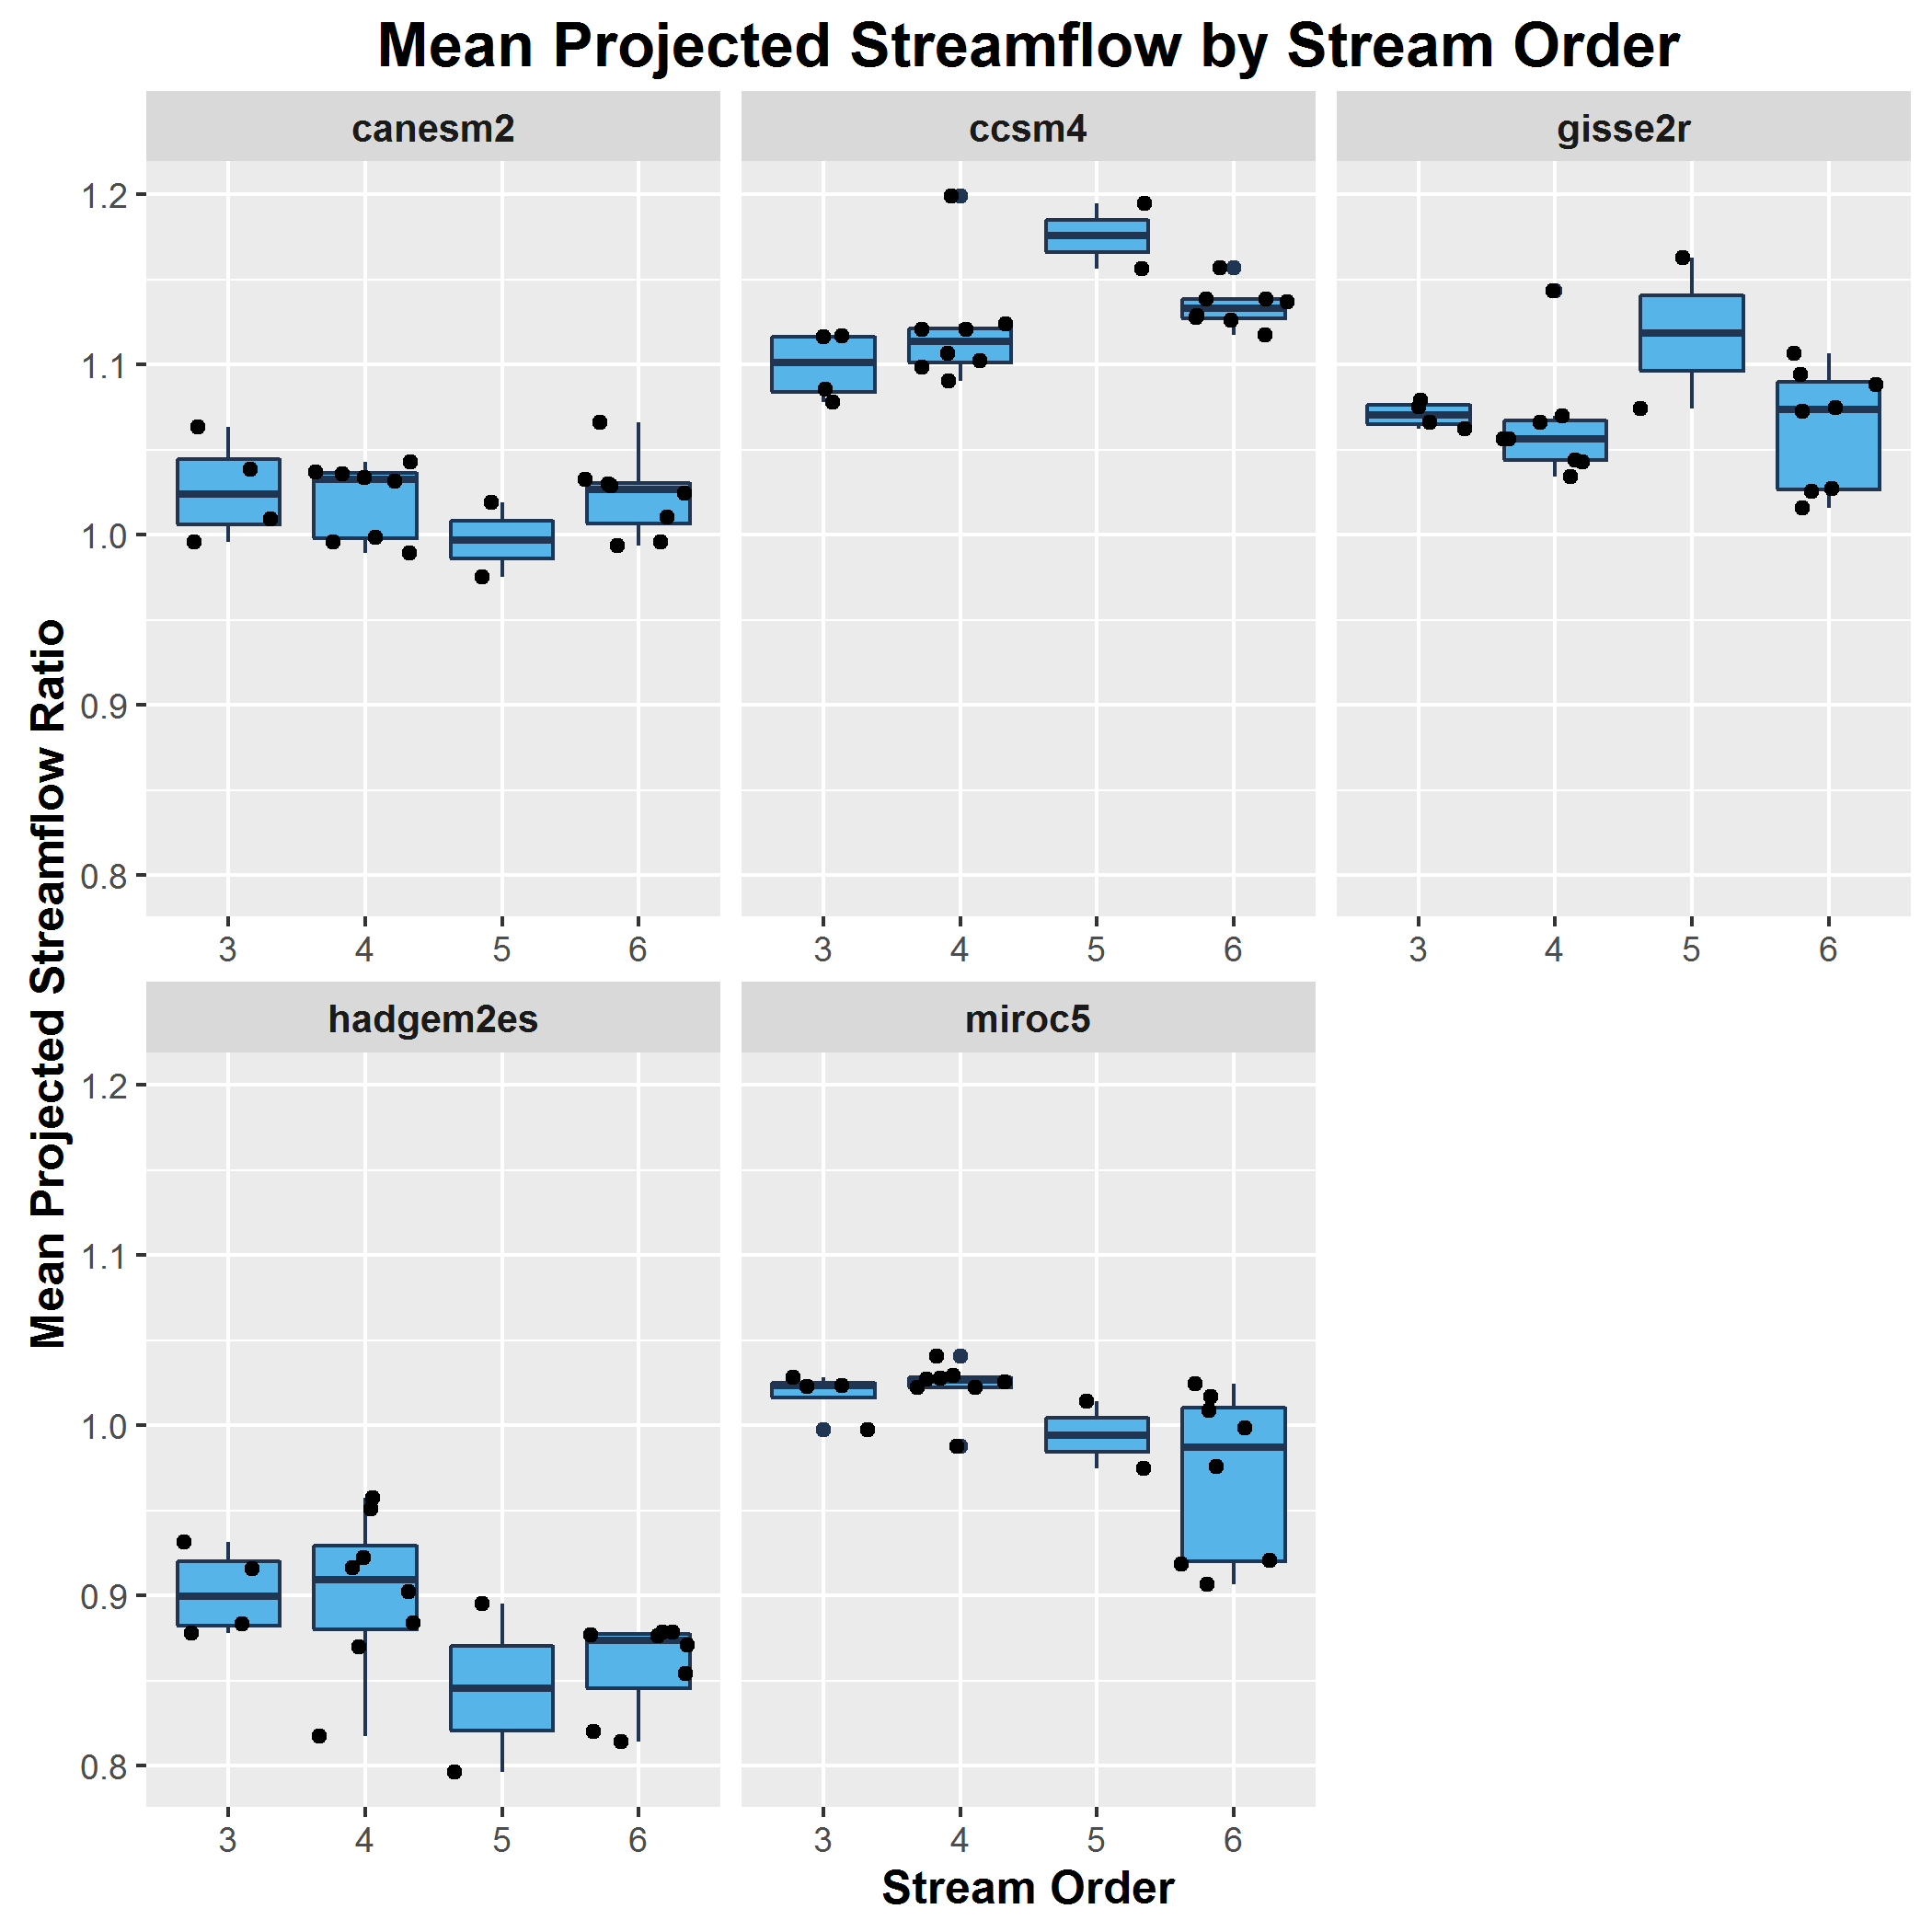 Mean Projected Streamflow by Stream Order
canesm2
ccsm4
gisse2r
1.2
1.1
1.0
0.9
0.8
3 4 5 6
3 4 5 6
3 4 5 6
Mean Projected Streamflow Ratio
hadgem2es
miroc5
1.2
1.1
1.0
0.9
0.8
3 4 5 6
3 4 5 6
Stream Order